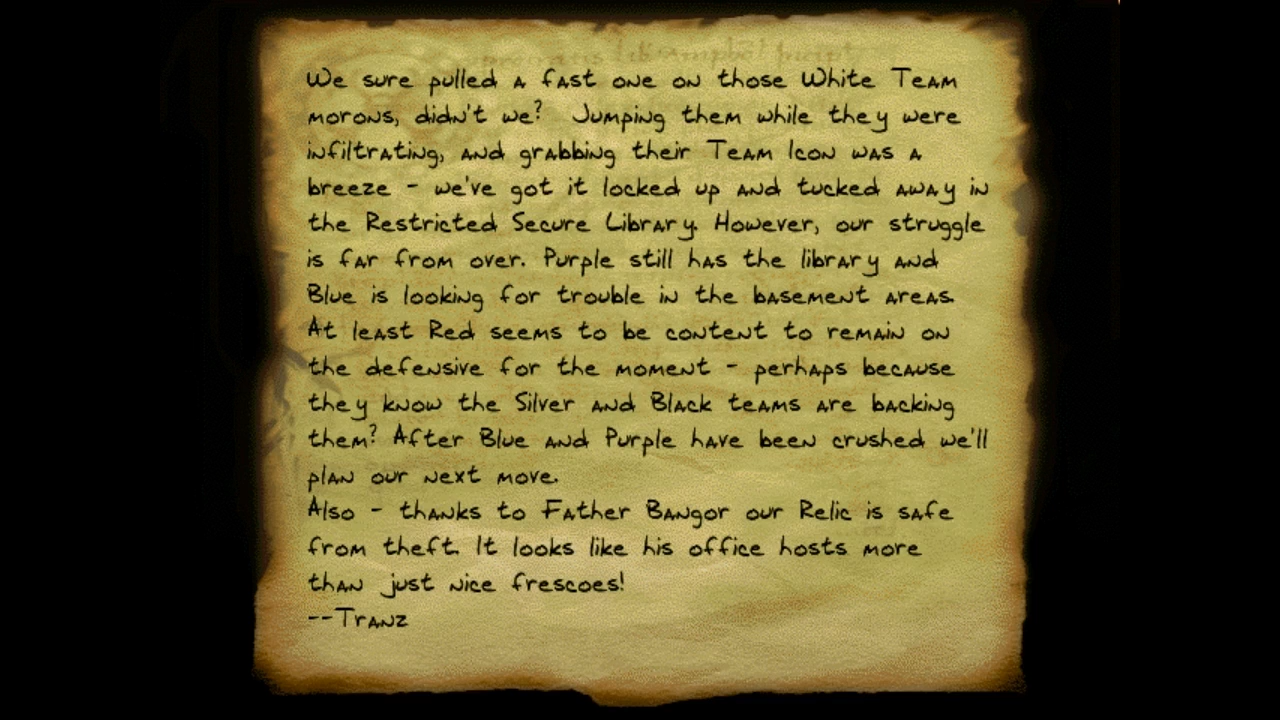 We sure pulled a fast one on those White Team
morons, didn't we? Jumping them while they were
infiltrating, and grabbing their Team Icon was a
breeze - we've got it locked up and tucked away in
the Restricted Secure Library. However, our struggle
is far from over. Purple still has the library and
Blue is looking for trouble in the basement areas.
At least Red seems to be content to remain on
the defensive for the moment - perhaps because
they know the Silver and Black teams are backing
them? After Blue and Purple have been crushed we'll
plan our next move.
Also - thanks to Father Bangor our Relic is safe
from theft. It looks like his office hosts more
than just nice frescoes!
--Tranz